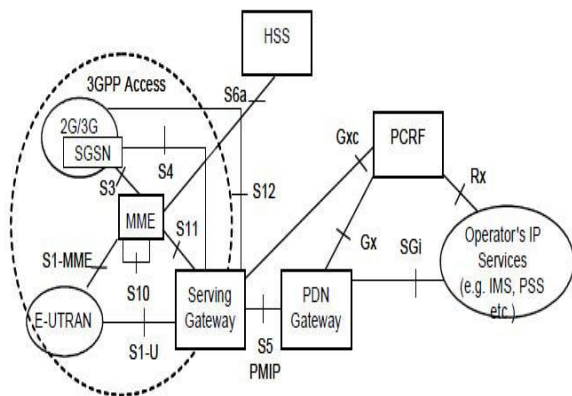 HSS
3GPP Access
S6a
2G/3G
SGSN
S4
Gxc
PCRF
S3
S12
Rx
MME
S11
Gx
SGi
S1-MME
S10
Operator's IP
Services
(e.g. IMS, PSS
etc.)
Serving
Gateway
PDN
Gateway
E-UTRAN
S1-U
S5
PMIP